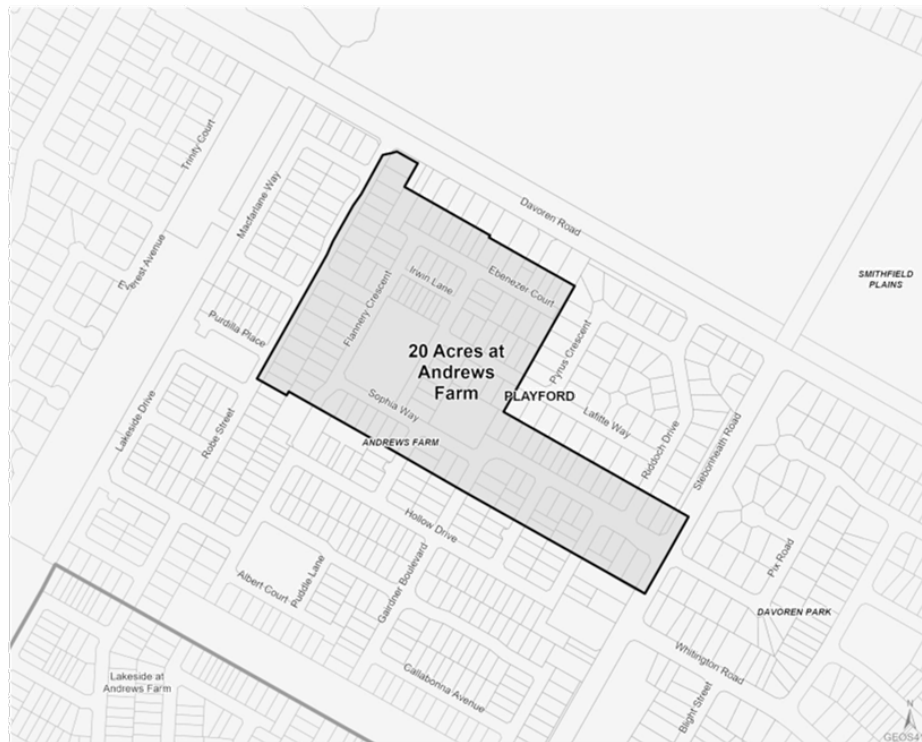 Trinity Court
Macfarlane Way
Davoren Road
Everest Avenue
SMITHFIELD
PLAINS
Ebenezer Court
Irwin Lane
Flannery Crescent
Purdilla Place
Pyrus Crescent
20 Acres at
Andrews
Farm
PLAYFORD
Sophia Way
Lafitte Way
Lakeside Drive
Robe Street
ANDREWS FARM
Riddoch Drive
Stebonheath Road
Hollow Drive
Pix Road
Puddle Lane
Albert Court
Gairdner Boulevard
DAVOREN PARK
Whitington Road
Callabonna Avenue
Lakeside at
Andrews Farm
Blight Street
N